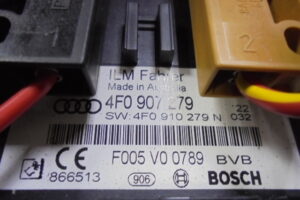 2
ILM Fahrer
Made in Australia
4F0 907 279
22
SW: 4F0 910 279 N 032
CE F005 V0 0789 BVB
866513
906
BOSCH